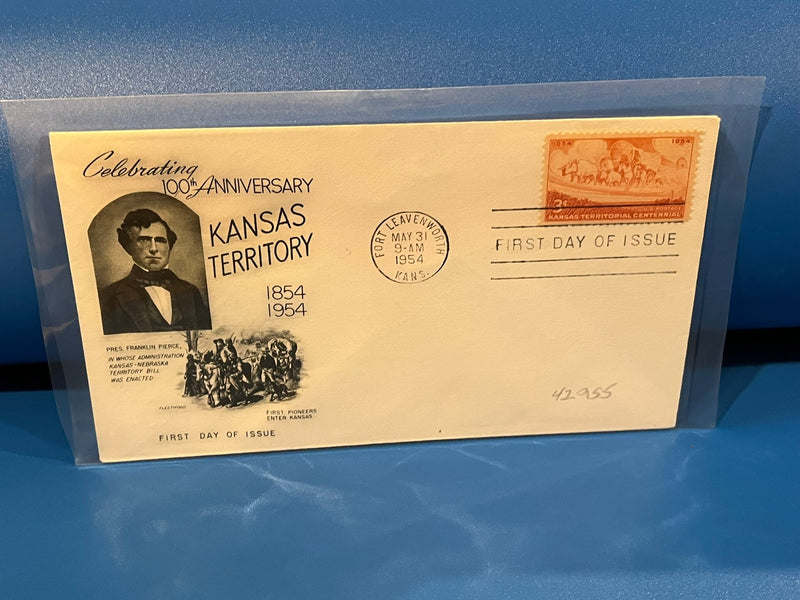 Celebrating
100th ANNIVERSARY
KANSAS
TERRITORY
1854
1954
PRES. FRANKLIN PIERCE,
IN WHOSE ADMINISTRATION
KANSAS-NEBRASKA
TERRITORY BILL
WAS ENACTED
FLEETWOOD
FIRST PIONEERS
ENTER KANSAS
FIRST DAY OF ISSUE
FORT LEAVENWORTH
MAY 31
9-AM
1954
KANS.
1854 1954
3¢
KANSAS TERRITORIAL CENTENNIAL
FIRST DAY OF ISSUE
42955